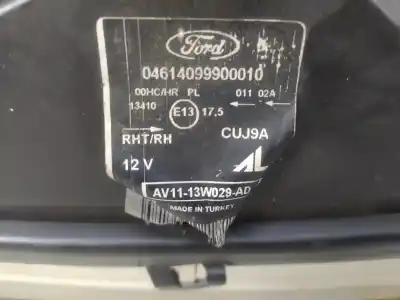 Ford
04614099900010
00HC/HR PL 011 02A
13410 E13 17.5
RHT/RH CUJ9A
12 V AL
AV11-13W029-AD
MADE IN TURKEY